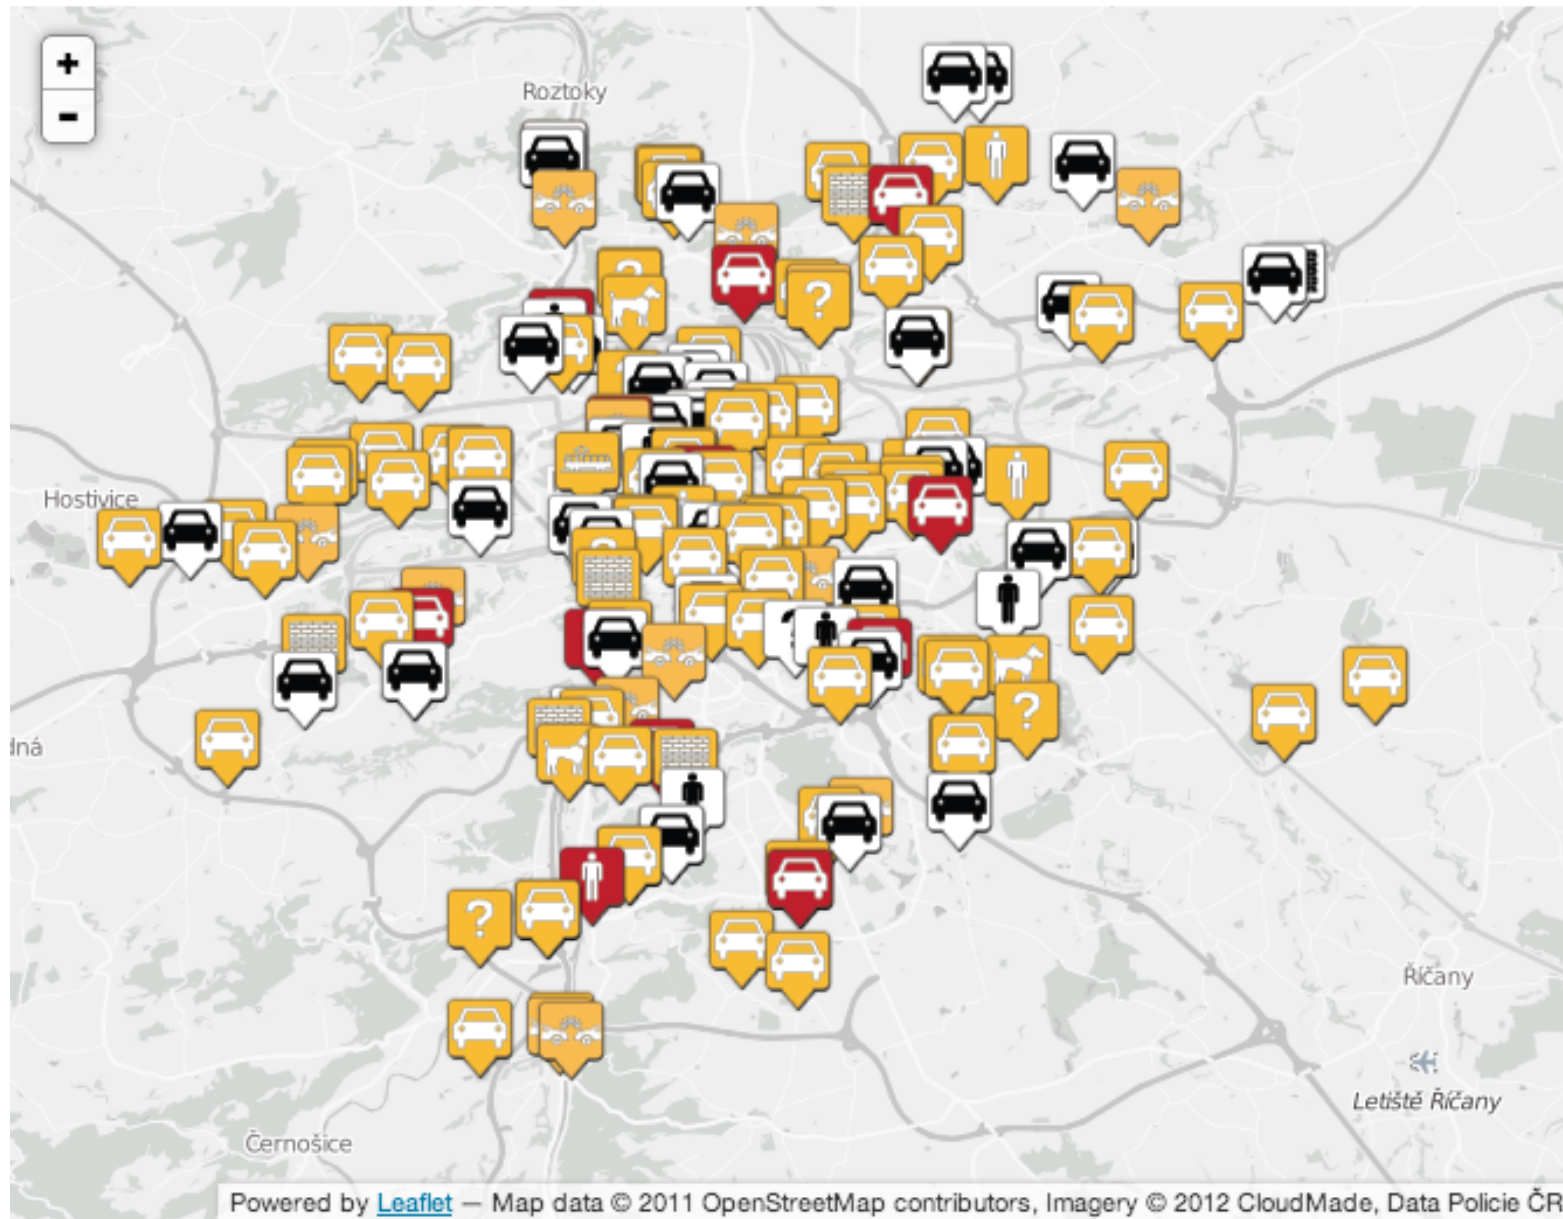 +
-
Roztoky
?
?
Hostivice
?
dná
?
Říčany
Letiště Říčany
Černošice
Powered by Leaflet — Map data © 2011 OpenStreetMap contributors, Imagery © 2012 CloudMade, Data Policie ČR